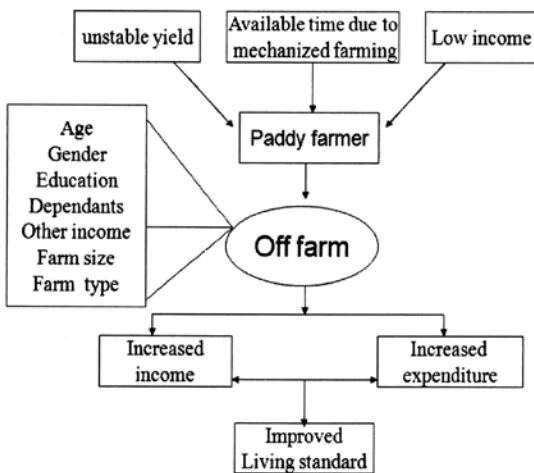 unstable yield
Available time due to
mechanized farming
Low income
Paddy farmer
Age
Gender
Education
Dependants
Other income
Farm size
Farm type
Off farm
Increased
income
Increased
expenditure
Improved
Living standard